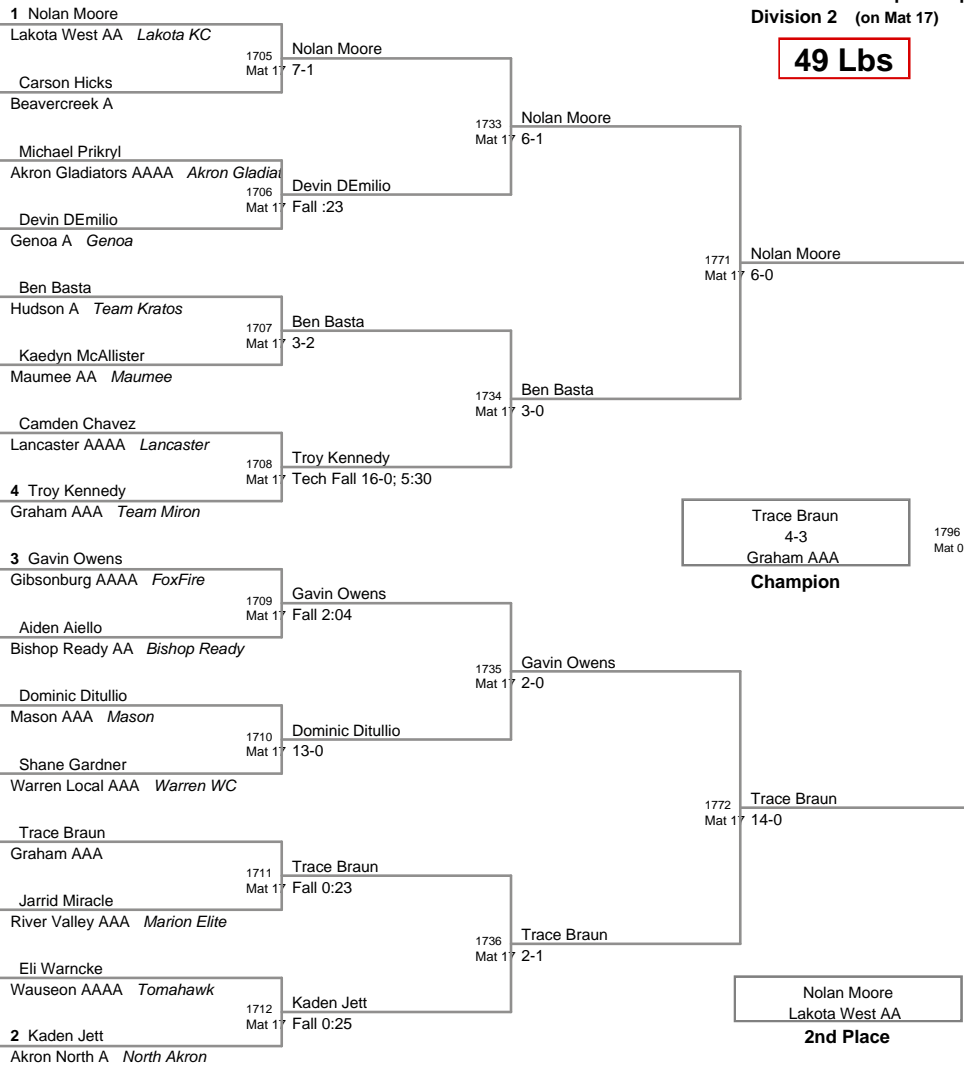 Division 2 (on Mat 17)
49 Lbs
1 Nolan Moore
Lakota West AA Lakota KC
Carson Hicks
Beavercreek A
Michael Prikryl
Akron Gladiators AAAA Akron Gladiat
Devin DEmilio
Genoa A Genoa
Ben Basta
Hudson A Team Kratos
Kaedyn McAllister
Maumee AA Maumee
Camden Chavez
Lancaster AAAA Lancaster
4 Troy Kennedy
Graham AAA Team Miron
3 Gavin Owens
Gibsonburg AAAA FoxFire
Aiden Aiello
Bishop Ready AA Bishop Ready
Dominic Ditullio
Mason AAA Mason
Shane Gardner
Warren Local AAA Warren WC
Trace Braun
Graham AAA
Jarrid Miracle
River Valley AAA Marion Elite
Eli Warncke
Wauseon AAAA Tomahawk
2 Kaden Jett
Akron North A North Akron
1705 Nolan Moore
Mat 17 7-1
1706 Devin DEmilio
Mat 17 Fall :23
1707 Ben Basta
Mat 17 3-2
1708 Troy Kennedy
Mat 17 Tech Fall 16-0; 5:30
1709 Gavin Owens
Mat 17 Fall 2:04
1710 Dominic Ditullio
Mat 17 13-0
1711 Trace Braun
Mat 17 Fall 0:23
1712 Kaden Jett
Mat 17 Fall 0:25
1733 Nolan Moore
Mat 17 6-1
1734 Ben Basta
Mat 17 3-0
1735 Gavin Owens
Mat 17 2-0
1736 Trace Braun
Mat 17 2-1
1771 Nolan Moore
Mat 17 6-0
1772 Trace Braun
Mat 17 14-0
Trace Braun
4-3
Graham AAA
Champion
1796
Mat 0
Nolan Moore
Lakota West AA
2nd Place